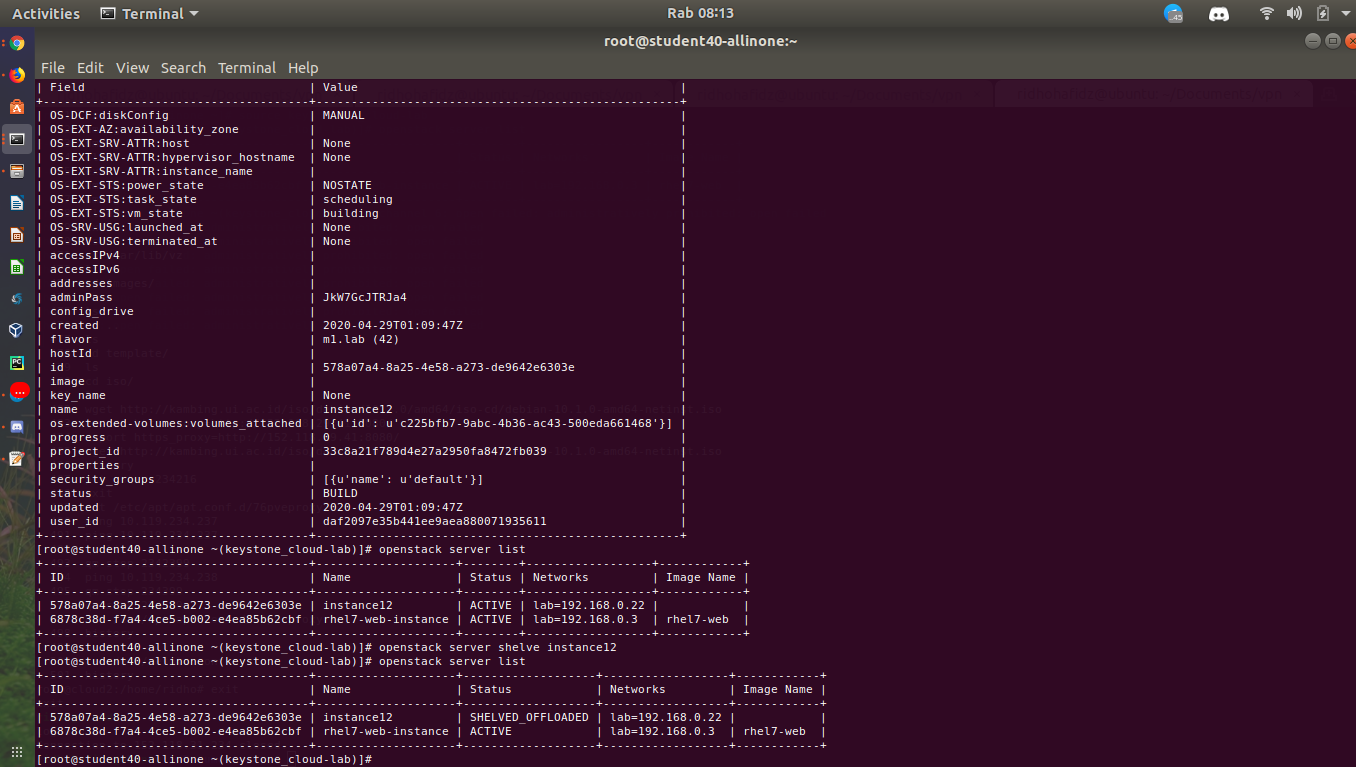 Activities Terminal Rab 08:13
45
root@student40-allinone:~
File Edit View Search Terminal Help
| Field | Value |
+---------------------------------------+----------------------------------------------------+
| OS-DCF:diskConfig | MANUAL |
| OS-EXT-AZ:availability_zone | |
| OS-EXT-SRV-ATTR:host | None |
| OS-EXT-SRV-ATTR:hypervisor_hostname | None |
| OS-EXT-SRV-ATTR:instance_name | |
| OS-EXT-STS:power_state | NOSTATE |
| OS-EXT-STS:task_state | scheduling |
| OS-EXT-STS:vm_state | building |
| OS-SRV-USG:launched_at | None |
| OS-SRV-USG:terminated_at | None |
| accessIPv4 | |
| accessIPv6 | |
| addresses | |
| adminPass | JkW7GcJTRJa4 |
| config_drive | |
| created | 2020-04-29T01:09:47Z |
| flavor | m1.lab (42) |
| hostId | |
| id | 578a07a4-8a25-4e58-a273-de9642e6303e |
| image | |
| key_name | None |
| name | instance12 |
| os-extended-volumes:volumes_attached | [{u'id': u'c225bfb7-9abc-4b36-ac43-500eda661468'}] |
| progress | 0 |
| project_id | 33c8a21f789d4e27a2950fa8472fb039 |
| properties | |
| security_groups | [{u'name': u'default'}] |
| status | BUILD |
| updated | 2020-04-29T01:09:47Z |
| user_id | daf2097e35b441ee9aea880071935611 |
+---------------------------------------+----------------------------------------------------+
[root@student40-allinone ~(keystone_cloud-lab)]# openstack server list
+---------------------------------------+--------------------+--------+------------------+------------+
| ID | Name | Status | Networks | Image Name |
+---------------------------------------+--------------------+--------+------------------+------------+
| 578a07a4-8a25-4e58-a273-de9642e6303e | instance12 | ACTIVE | lab=192.168.0.22 | |
| 6878c38d-f7a4-4ce5-b002-e4ea85b62cbf | rhel7-web-instance | ACTIVE | lab=192.168.0.3 | rhel7-web |
+---------------------------------------+--------------------+--------+------------------+------------+
[root@student40-allinone ~(keystone_cloud-lab)]# openstack server shelve instance12
[root@student40-allinone ~(keystone_cloud-lab)]# openstack server list
+---------------------------------------+--------------------+-------------------+------------------+------------+
| ID | Name | Status | Networks | Image Name |
+---------------------------------------+--------------------+-------------------+------------------+------------+
| 578a07a4-8a25-4e58-a273-de9642e6303e | instance12 | SHELVED_OFFLOADED | lab=192.168.0.22 | |
| 6878c38d-f7a4-4ce5-b002-e4ea85b62cbf | rhel7-web-instance | ACTIVE | lab=192.168.0.3 | rhel7-web |
+---------------------------------------+--------------------+-------------------+------------------+------------+
[root@student40-allinone ~(keystone_cloud-lab)]#